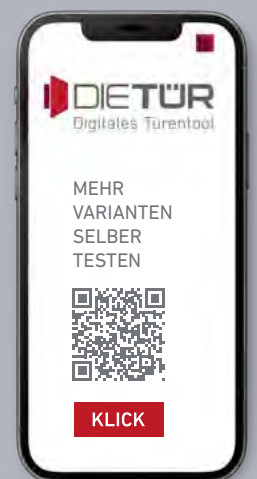 DIETÜR
Digitales Türentool
MEHR
VARIANTEN
SELBER
TESTEN
KLICK